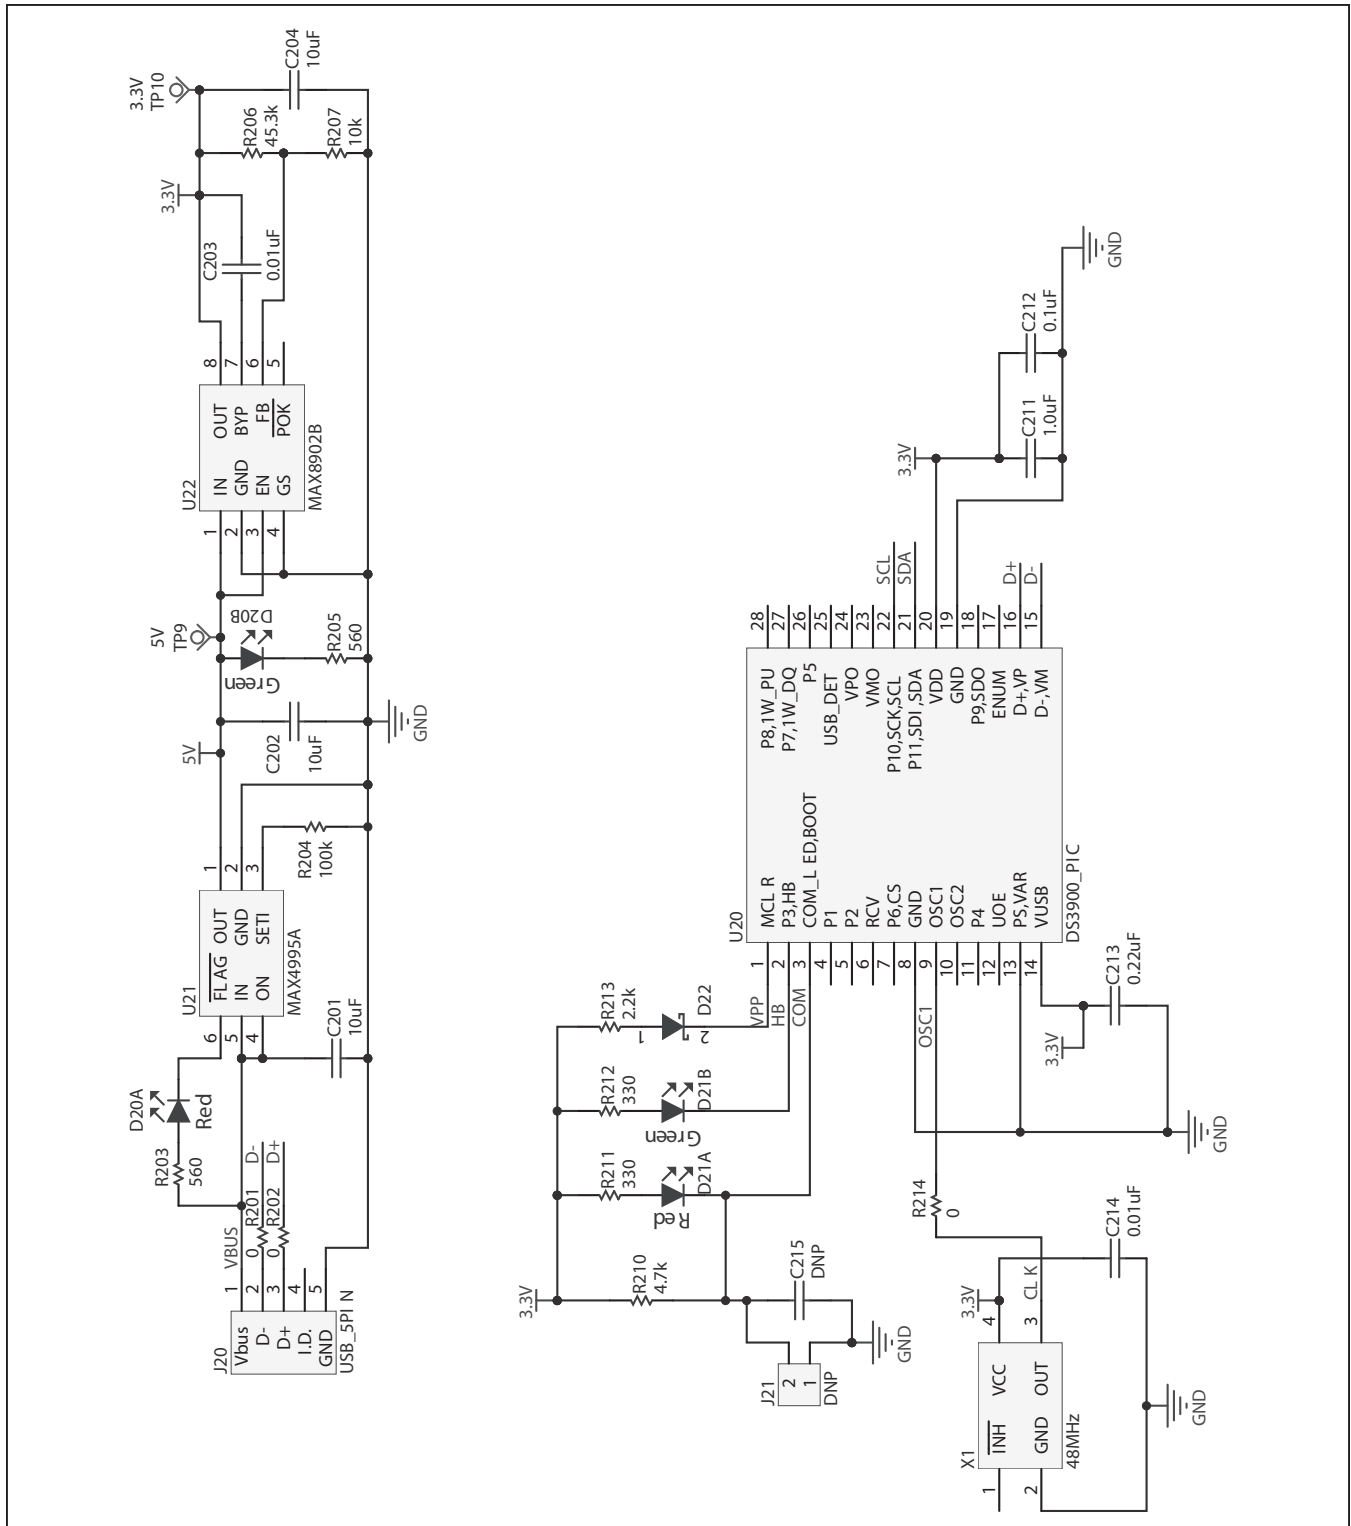 J20
USB_5PI N
Vbus
D-
D+
I.D.
GND
1
2
3
4
5
VBUS
0
R201
D-
0
R202
D+
R203
560
D20A
Red
C201
10uF
U21
MAX4995A
FLAG
OUT
IN
GND
ON
SETI
6
5
4
1
2
3
R204
100k
5V
C202
10uF
GND
Green
D20B
5V
TP9
R205
560
U22
MAX8902B
IN
OUT
GND
BYP
EN
FB
GS
POK
1
2
3
4
8
7
6
5
C203
0.01uF
3.3V
3.3V
TP10
R206
45.3k
R207
10k
C204
10uF
3.3V
R210
4.7k
R211
330
Red
D21A
R212
330
Green
D21B
R213
2.2k
1
2
D22
C215
DNP
J21
2
1
DNP
GND
VPP
HB
COM
OSC1
U20
DS3900_PIC
1
MCL R
2
P3,HB
3
COM_L ED,BOOT
4
P1
5
P2
6
RCV
7
P6,CS
8
GND
9
OSC1
10
OSC2
11
P4
12
UOE
13
PS,VAR
14
VUSB
28
P8,1W_PU
27
P7,1W_DQ
26
P5
25
USB_DET
24
VPO
23
VMO
22
P10,SCK,SCL
21
P11,SDI ,SDA
20
VDD
19
GND
18
P9,SDO
17
ENUM
16
D+,VP
15
D-,VM
SCL
SDA
D+
D-
3.3V
C211
1.0uF
C212
0.1uF
GND
3.3V
C213
0.22uF
GND
R214
0
X1
48MHz
INH
VCC
GND
OUT
1
2
4
3
3.3V
CL K
C214
0.01uF
GND